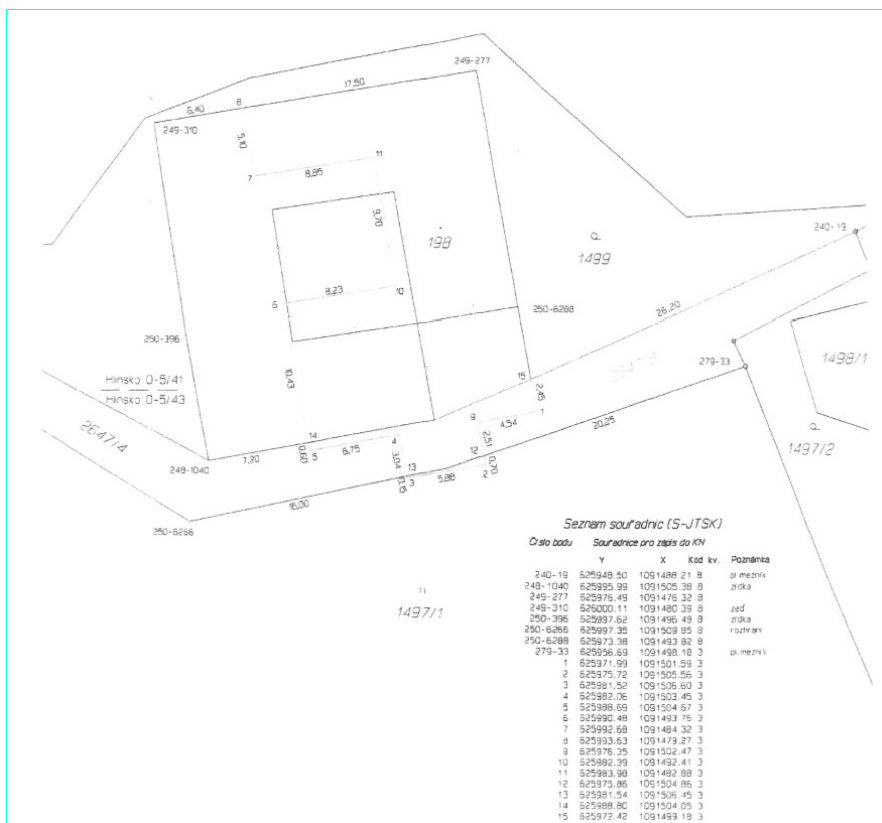 249-277
17,50
6,40
8
249-310
5,10
11
7
8,85
9,70
198
240-19
1499
8,23
6
10
26,20
250-6288
250-396
279-33
1498/1
15
Hlinsko 0-5/41
Hlinsko 0-5/43
10,43
2,45
9
1
4,54
20,25
2647/4
14
4
2,51
1497/2
7,20
0,60
5
6,75
3,04
12
248-1040
13
0,70
3
5,88
2
0,15
16,00
250-6266
Seznam souřadnic (S-JTSK)
Číslo bodu Souřadnice pro zápis do KN
Y X Kód kv. Poznámka
240-19 625948.50 1091488.21 8 pl.mezník
248-1040 625995.99 1091505.38 8 zídka
249-277 625976.49 1091476.32 8
249-310 626000.11 1091480.39 8 zeď
250-396 625997.62 1091496.49 8 zídka
250-6266 625997.35 1091509.85 8 rozhraní
250-6288 625973.38 1091493.82 8
279-33 625956.69 1091498.18 3 pl.mezník
1 625971.99 1091501.59 3
2 625975.72 1091505.56 3
3 625981.52 1091506.60 3
4 625982.06 1091503.45 3
5 625988.69 1091504.67 3
6 625990.48 1091493.76 3
7 625992.68 1091484.32 3
8 625993.63 1091479.27 3
9 625976.35 1091502.47 3
10 625982.39 1091492.41 3
11 625983.98 1091482.88 3
12 625975.86 1091504.86 3
13 625981.54 1091506.45 3
14 625988.80 1091504.05 3
15 625972.42 1091499.18 3
1497/1